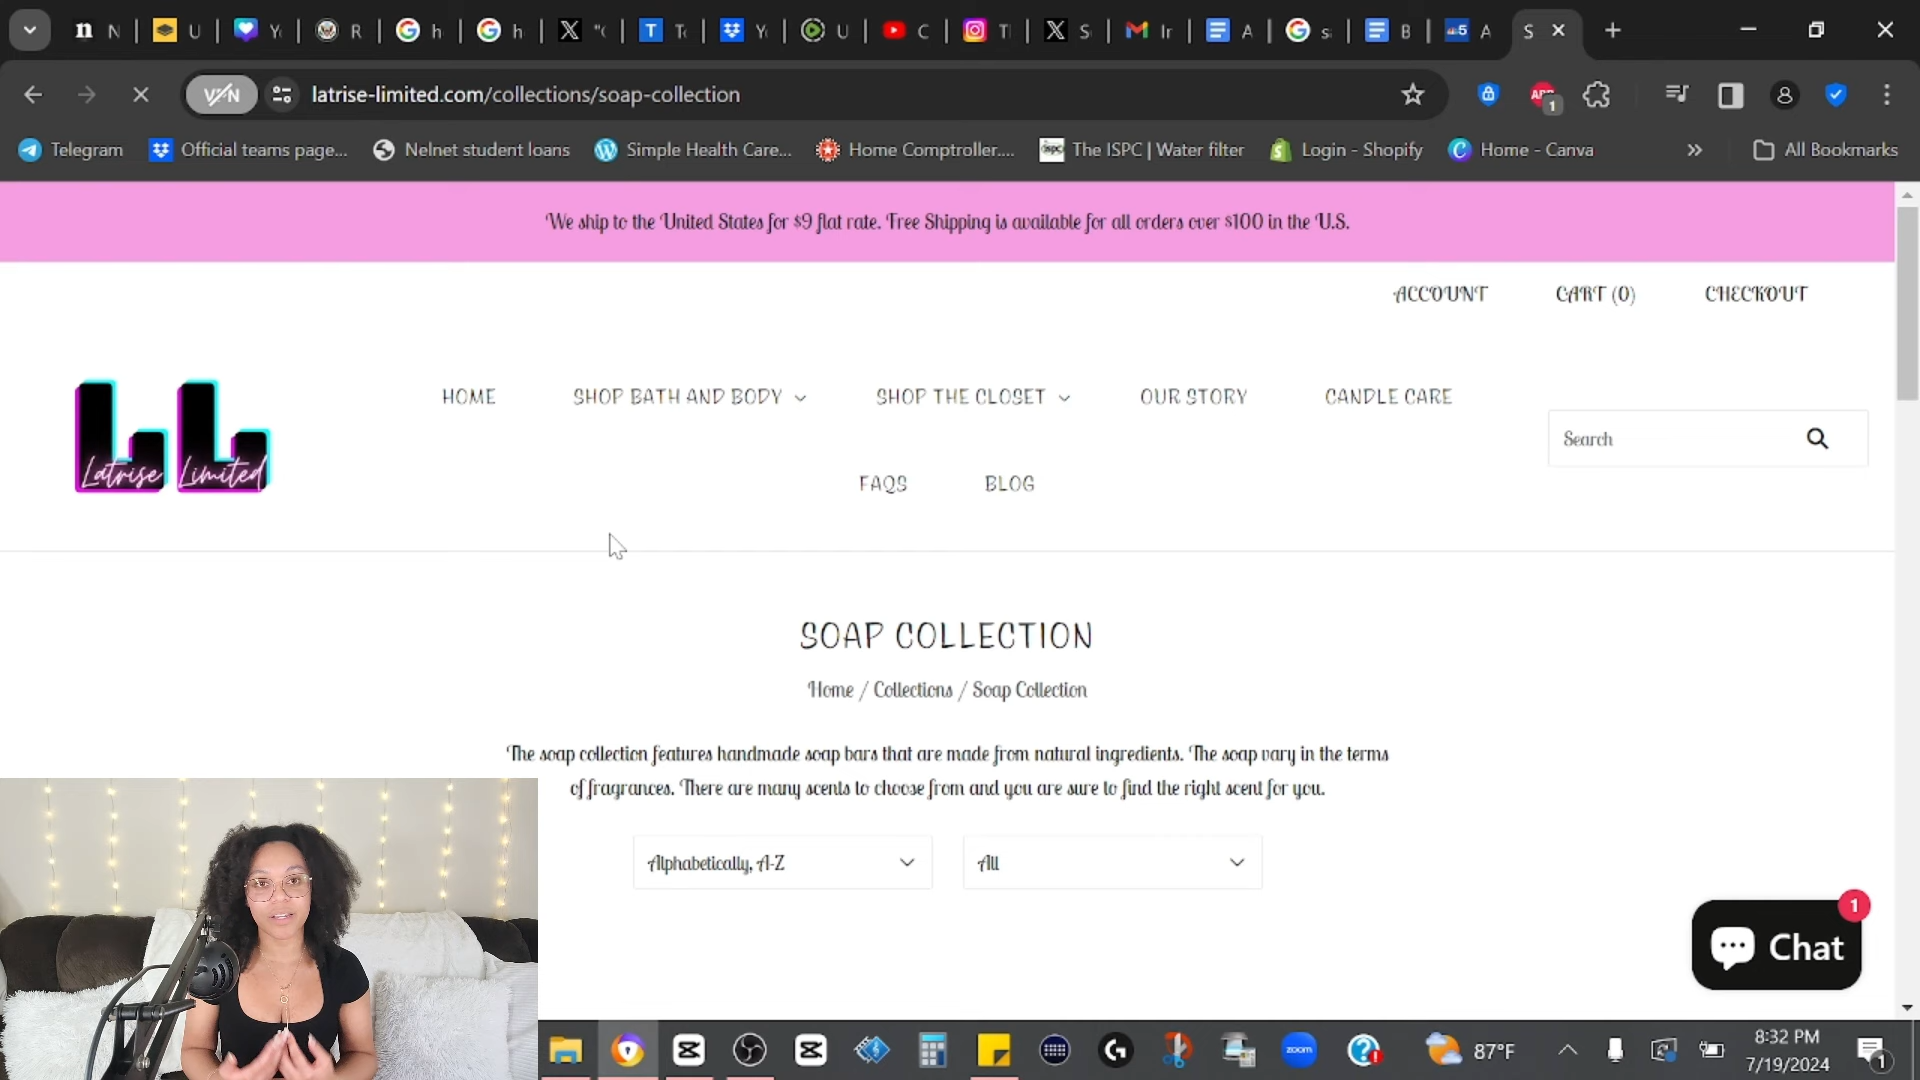 N
U
Y
R
h
h
"(
T
Y
U
C
T
S
Ir
A
s
B
A
S
VPN
latrise-limited.com/collections/soap-collection
1
Telegram
Official teams page...
Nelnet student loans
Simple Health Care...
Home Comptroller....
The ISPC | Water filter
Login - Shopify
Home - Canva
All Bookmarks
We ship to the United States for $9 flat rate. Free Shipping is available for all orders over $100 in the U.S.
ACCOUNT
CART (0)
CHECKOUT
Latrise Limited
HOME
SHOP BATH AND BODY
SHOP THE CLOSET
OUR STORY
CANDLE CARE
Search
FAQS
BLOG
SOAP COLLECTION
Home / Collections / Soap Collection
The soap collection features handmade soap bars that are made from natural ingredients. The soap vary in the terms
of fragrances. There are many scents to choose from and you are sure to find the right scent for you.
Alphabetically, A-Z
All
1
Chat
zoom
87°F
8:32 PM
7/19/2024
1